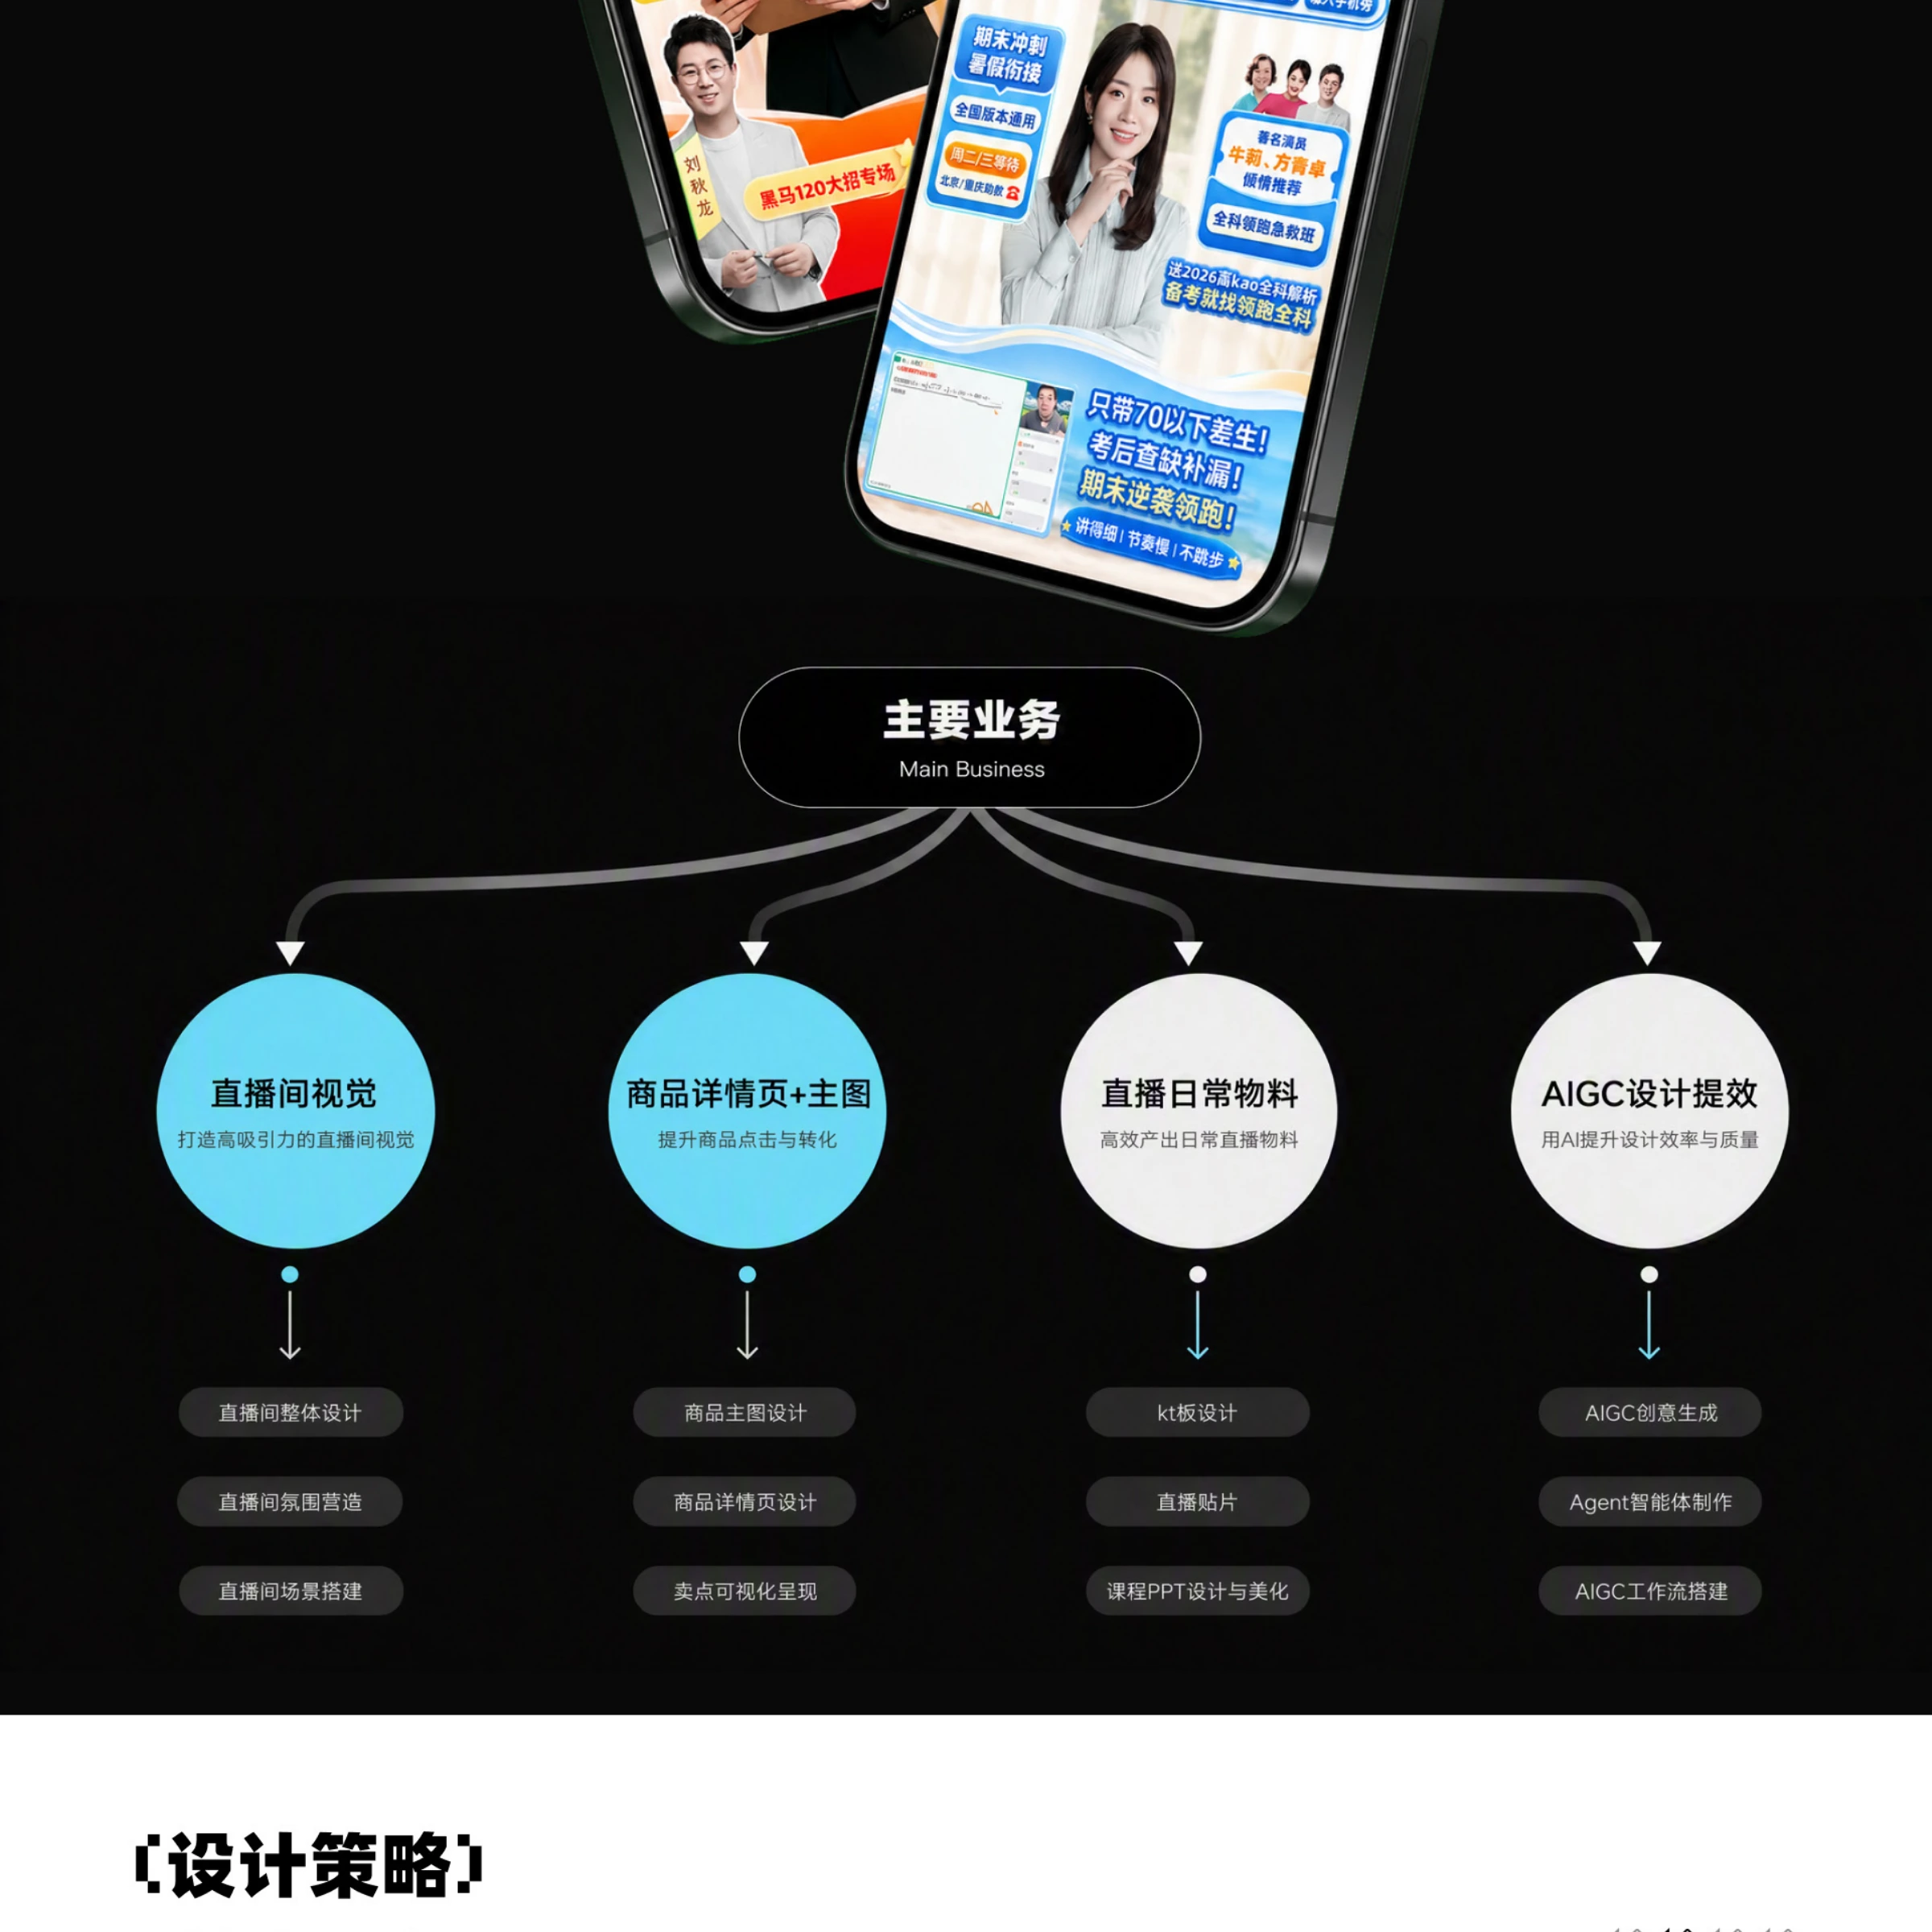 刘秋龙
黑马120大招专场
期末冲刺
暑假衔接
全国版本通用
周二/三等待
北京/重庆助教
著名演员
牛莉、方青卓
倾情推荐
全科领跑急救班
送2026高kao全科解析
备考就找领跑全科
只带70以下差生!
考后查缺补漏!
期末逆袭领跑!
讲得细 | 节奏慢 | 不跳步
主要业务
Main Business
直播间视觉
打造高吸引力的直播间视觉
商品详情页+主图
提升商品点击与转化
直播日常物料
高效产出日常直播物料
AIGC设计提效
用AI提升设计效率与质量
直播间整体设计
商品主图设计
kt板设计
AIGC创意生成
直播间氛围营造
商品详情页设计
直播贴片
Agent智能体制作
直播间场景搭建
卖点可视化呈现
课程PPT设计与美化
AIGC工作流搭建
设计策略